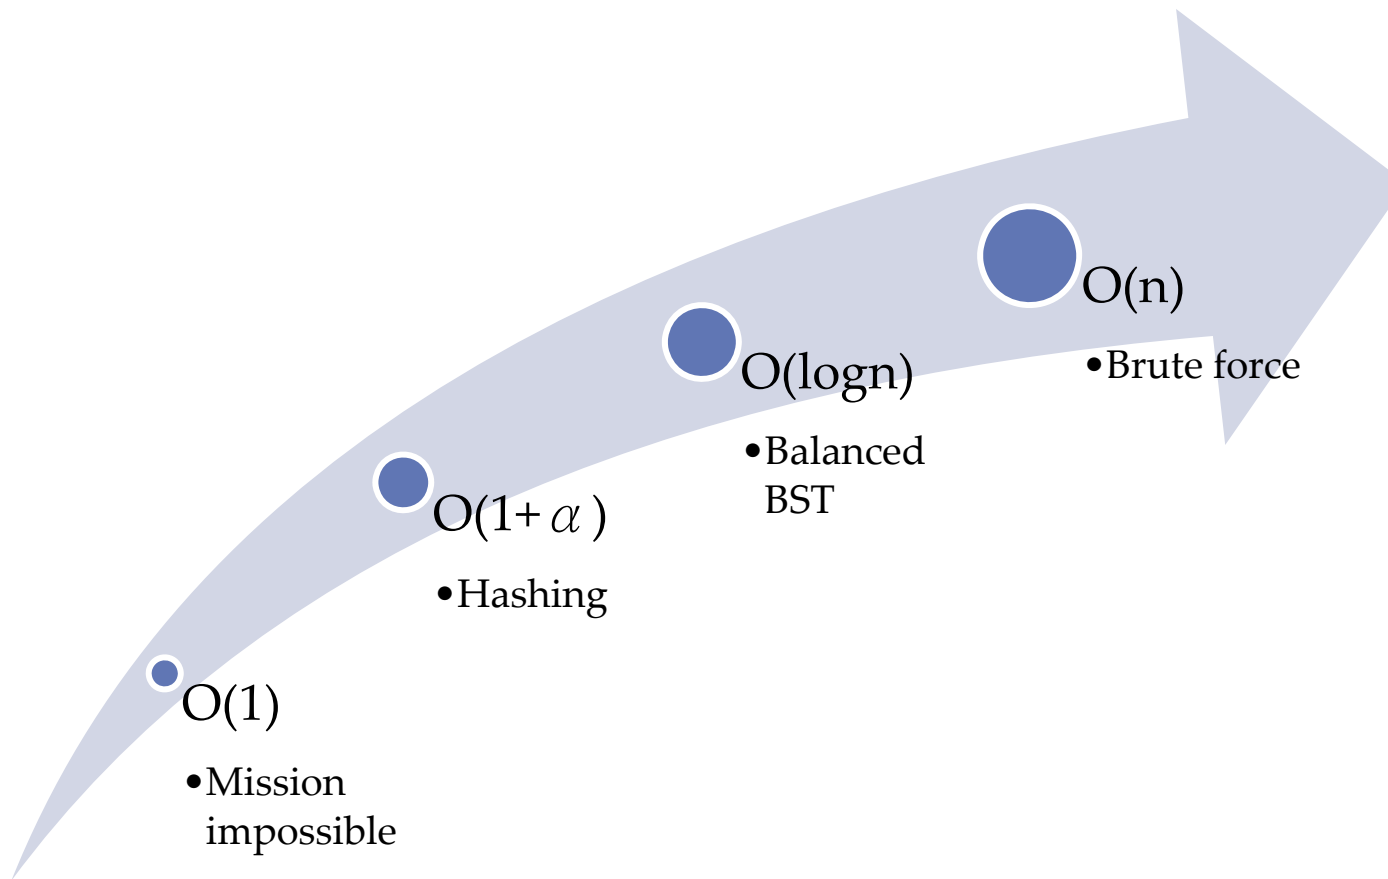 O(1)
•Mission
impossible
O(1+α)
•Hashing
O(logn)
•Balanced
BST
O(n)
•Brute force